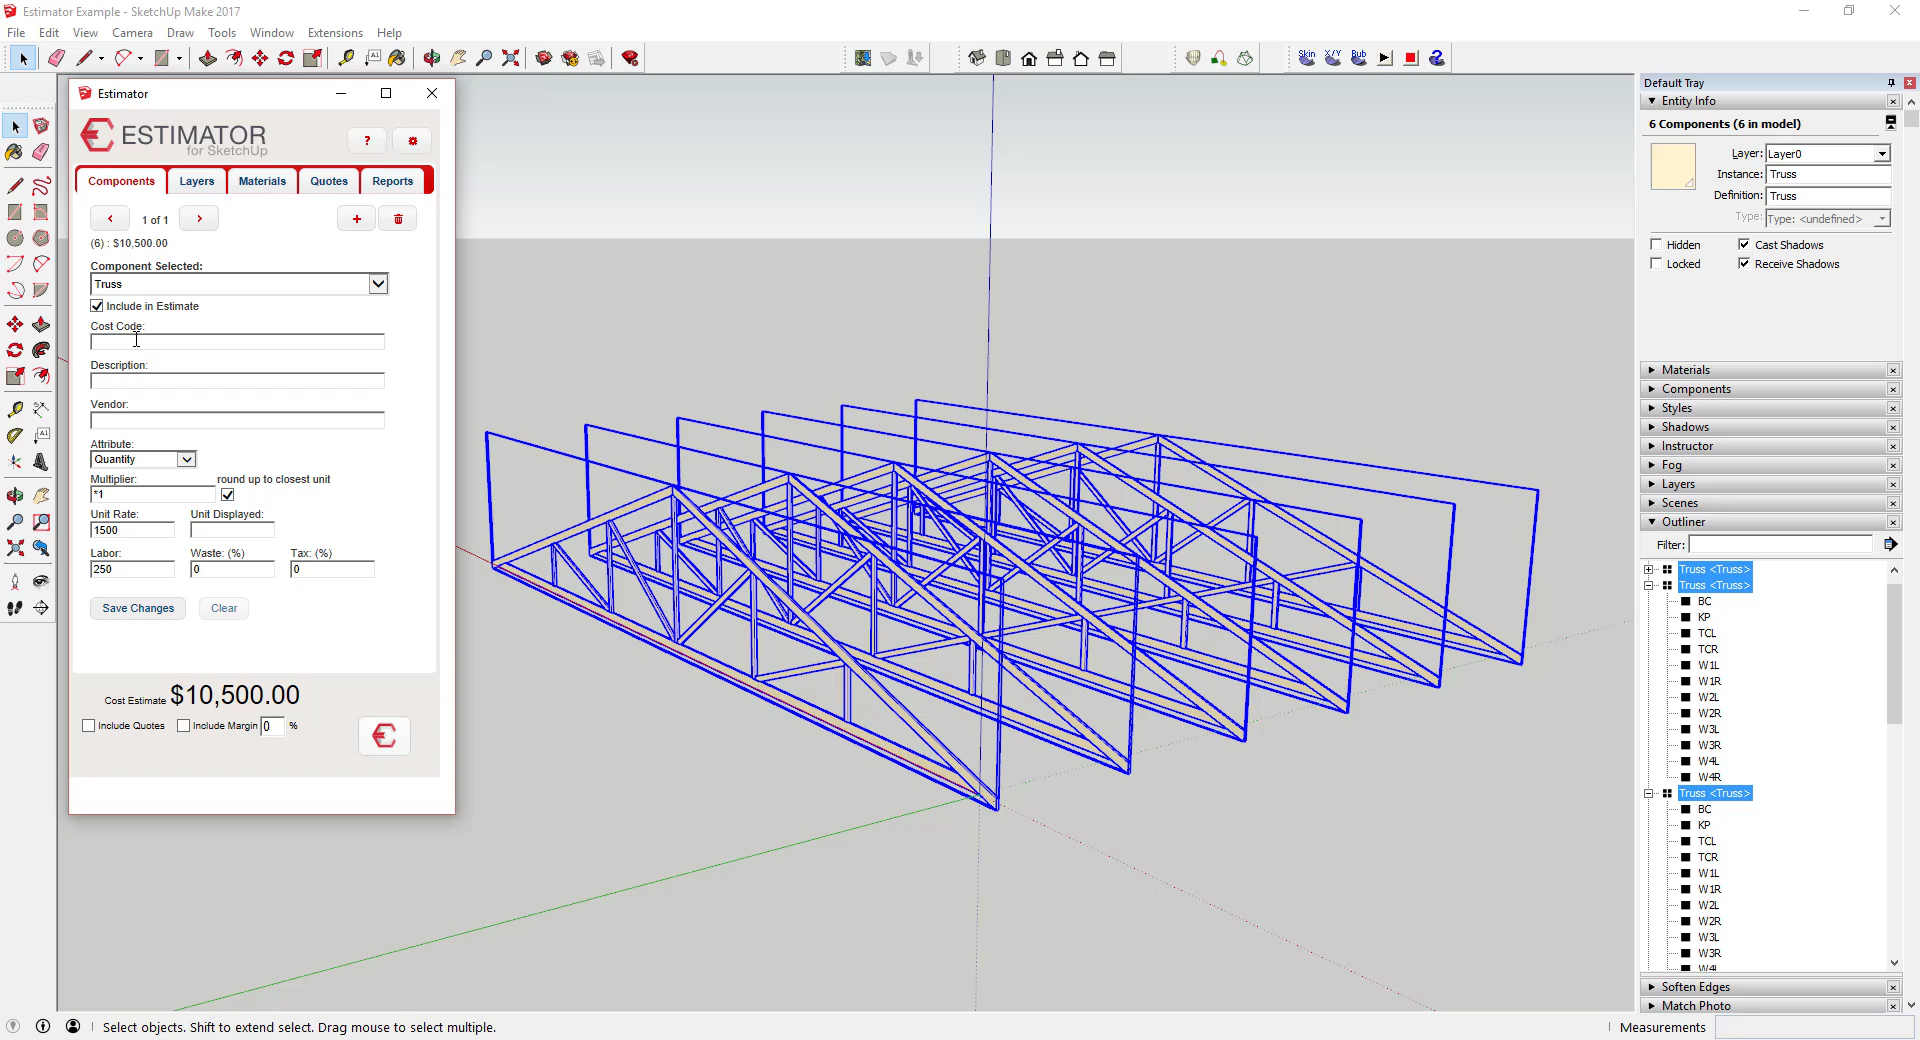 Estimator Example - SketchUp Make 2017
File Edit View Camera Draw Tools Window Extensions Help
Skin X/Y Bub
Estimator
ESTIMATOR
for SketchUp
?
Components Layers Materials Quotes Reports
< 1 of 1 > +
(6) : $10,500.00
Component Selected:
Truss
Include in Estimate
Cost Code:
Description:
Vendor:
Attribute:
Quantity
Multiplier: round up to closest unit
*1
Unit Rate: Unit Displayed:
1500
Labor: Waste: (%) Tax: (%)
250 0 0
Save Changes Clear
Cost Estimate $10,500.00
Include Quotes Include Margin 0 %
Default Tray
Entity Info
6 Components (6 in model)
Layer: Layer0
Instance: Truss
Definition: Truss
Type: Type: <undefined>
Hidden Cast Shadows
Locked Receive Shadows
Materials
Components
Styles
Shadows
Instructor
Fog
Layers
Scenes
Outliner
Filter:
Truss <Truss>
Truss <Truss>
BC
KP
TCL
TCR
W1L
W1R
W2L
W2R
W3L
W3R
W4L
W4R
Truss <Truss>
BC
KP
TCL
TCR
W1L
W1R
W2L
W2R
W3L
W3R
W4L
Soften Edges
Match Photo
Select objects. Shift to extend select. Drag mouse to select multiple.
Measurements